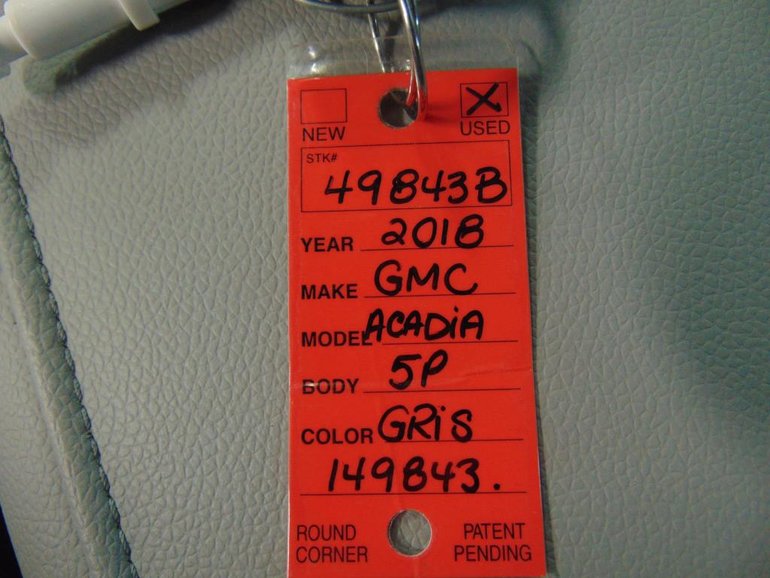 NEW X USED
STK#
49843B
YEAR 2018
MAKE GMC
MODEL ACADiA
BODY 5P
COLOR GRiS
149843.
ROUND CORNER PATENT PENDING